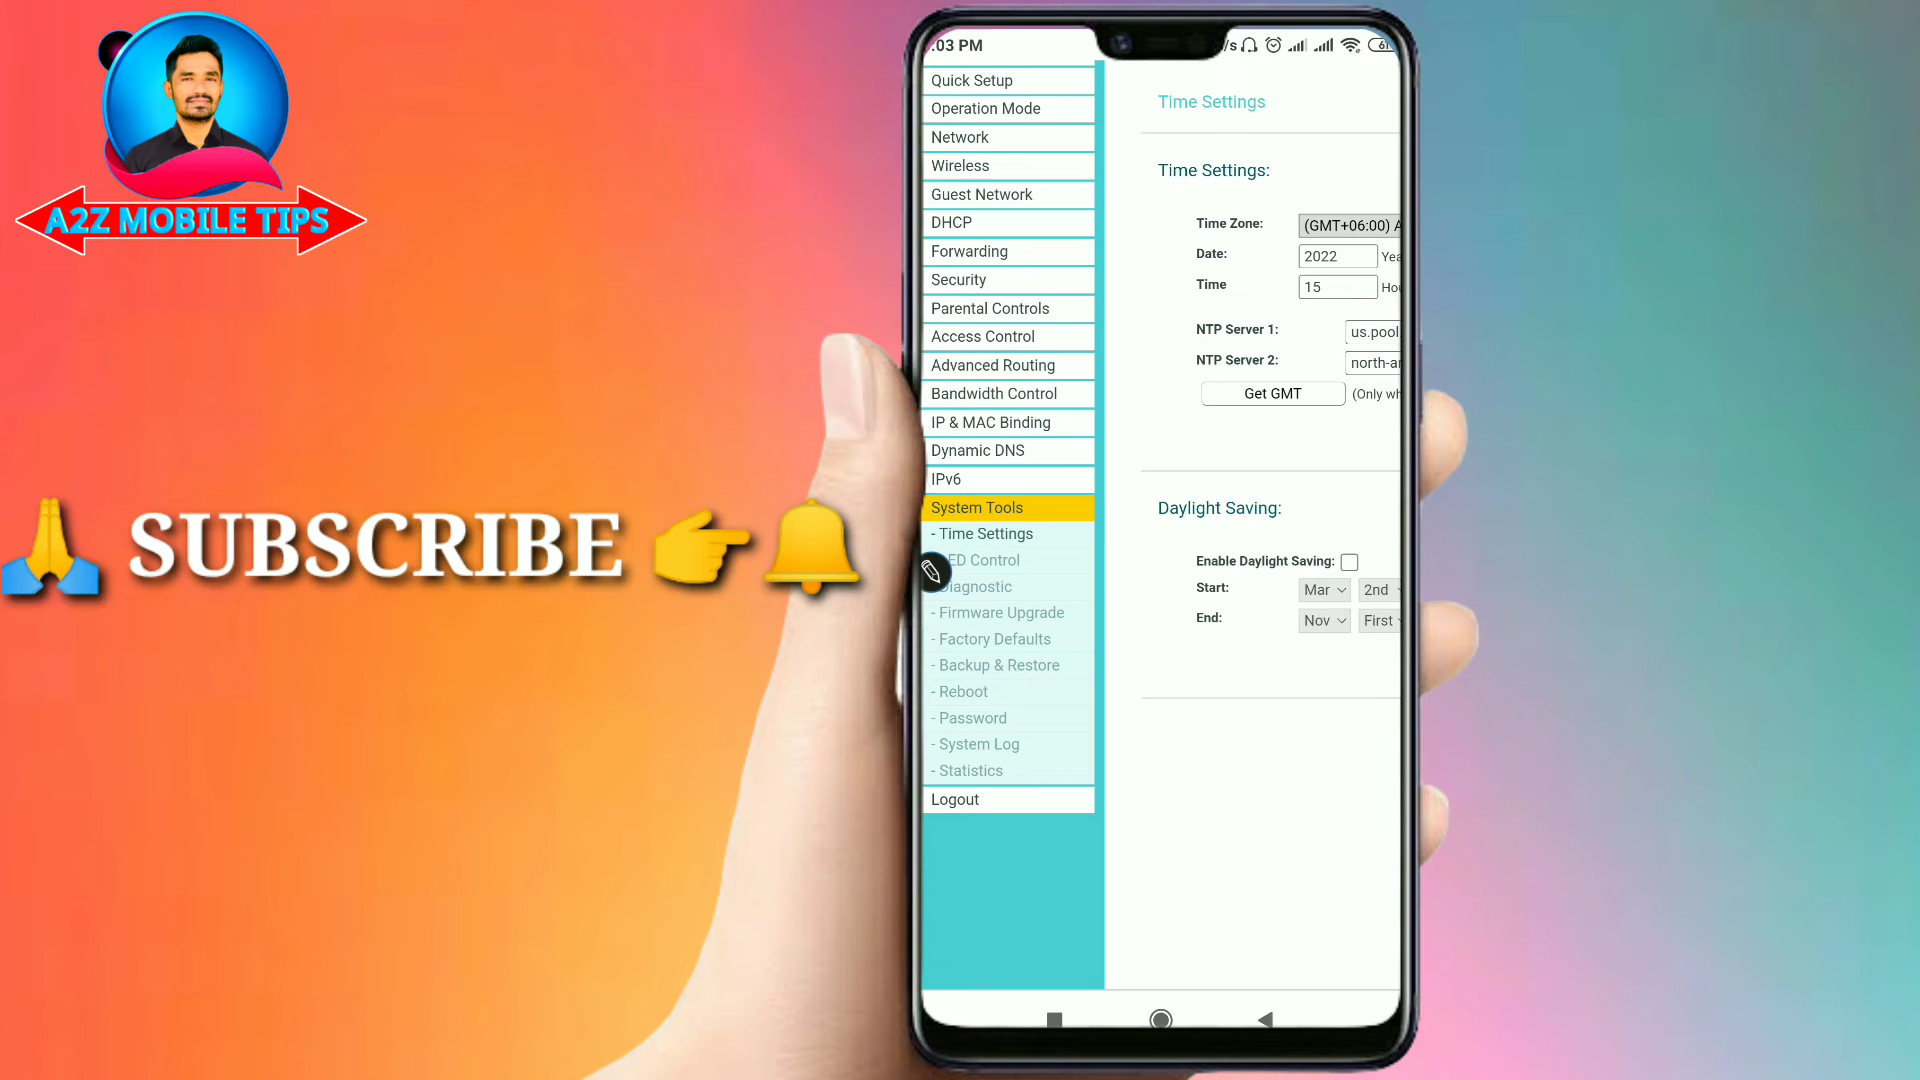 A2Z MOBILE TIPS
SUBSCRIBE
:03 PM
Quick Setup
Operation Mode
Network
Wireless
Guest Network
DHCP
Forwarding
Security
Parental Controls
Access Control
Advanced Routing
Bandwidth Control
IP & MAC Binding
Dynamic DNS
IPv6
System Tools
- Time Settings
ED Control
Diagnostic
- Firmware Upgrade
- Factory Defaults
- Backup & Restore
- Reboot
- Password
- System Log
- Statistics
Logout
Time Settings
Time Settings:
Time Zone: (GMT+06:00) A
Date: 2022 Yea
Time 15 Hou
NTP Server 1: us.pool.
NTP Server 2: north-a
Get GMT (Only wh
Daylight Saving:
Enable Daylight Saving:
Start: Mar 2nd
End: Nov First